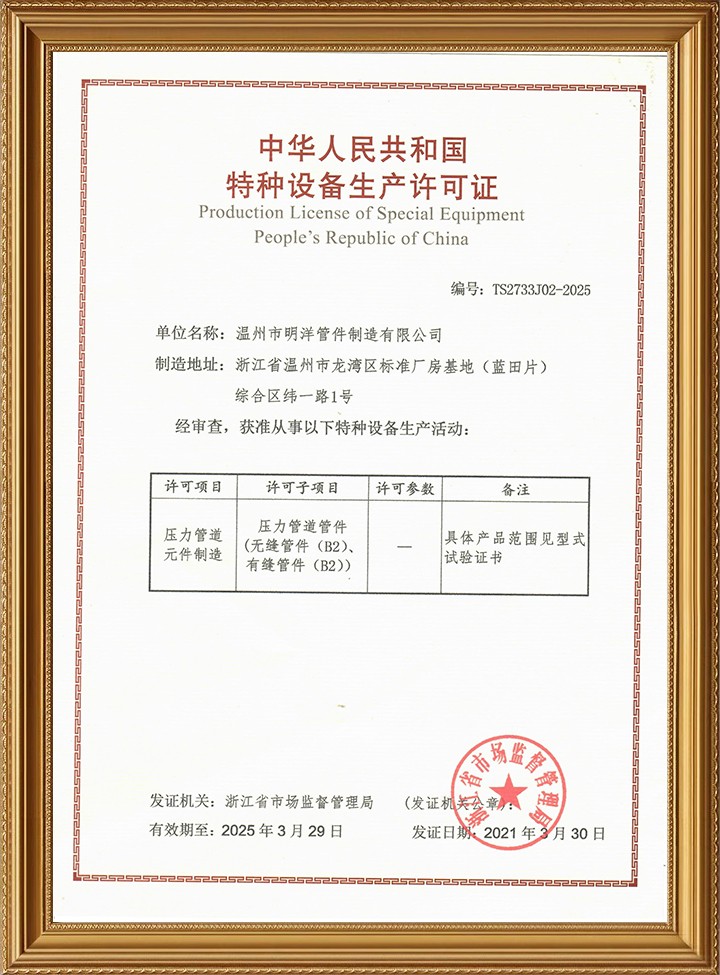 中华人民共和国
特种设备生产许可证
Production License of Special Equipment
People's Republic of China
编号：TS2733J02-2025
单位名称：温州市明洋管件制造有限公司
制造地址：浙江省温州市龙湾区标准厂房基地（蓝田片）
综合区纬一路1号
经审查，获准从事以下特种设备生产活动：
许可项目 许可子项目 许可参数 备注
压力管道
元件制造
压力管道管件
(无缝管件（B2）、
有缝管件（B2）)
—
具体产品范围见型式
试验证书
浙江省市场监督管理局
发证机关：浙江省市场监督管理局 （发证机关公章）：
有效期至：2025年3月29日 发证日期：2021年3月30日